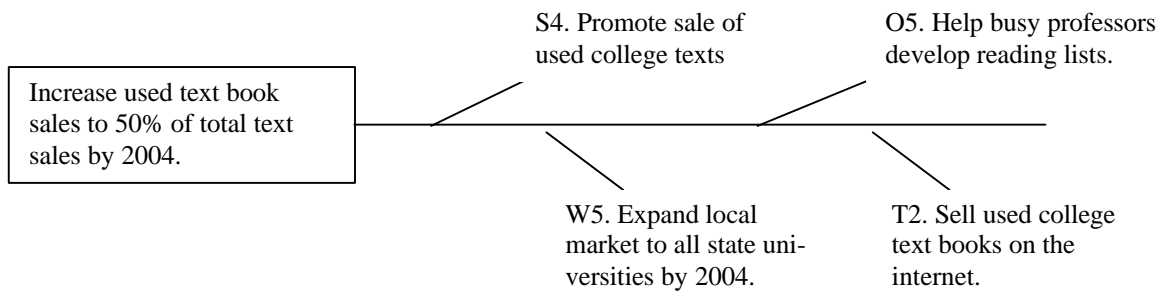 S4. Promote sale of
used college texts
O5. Help busy professors
develop reading lists.
Increase used text book
sales to 50% of total text
sales by 2004.
W5. Expand local
market to all state uni-
versities by 2004.
T2. Sell used college
text books on the
internet.